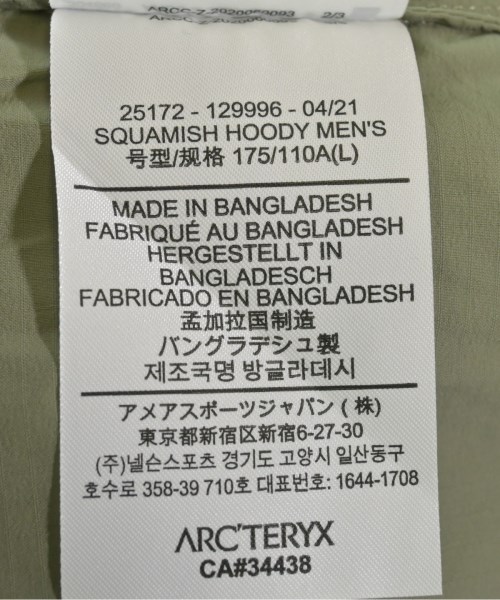 2/3
25172 - 129996 - 04/21
SQUAMISH HOODY MEN'S
号型/规格 175/110A(L)
MADE IN BANGLADESH
FABRIQUÉ AU BANGLADESH
HERGESTELLT IN
BANGLADESCH
FABRICADO EN BANGLADESH
孟加拉国制造
バングラデシュ製
제조국명 방글라데시
アメアスポーツジャパン ( 株)
東京都新宿区新宿6-27-30
(주)넬슨스포츠 경기도 고양시 일산동구
호수로 358-39 710호 대표번호: 1644-1708
ARC'TERYX
CA#34438